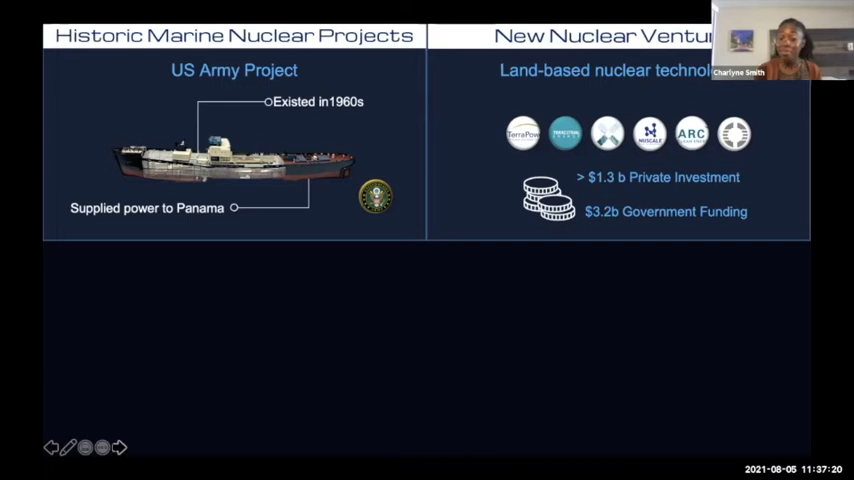 Historic Marine Nuclear Projects
New Nuclear Ventu
US Army Project
Land-based nuclear technol
Charlyne Smith
Existed in1960s
TerraPow
TERRESTRIAL
NUSCALE
ARC
Supplied power to Panama
> $1.3 b Private Investment
$3.2b Government Funding
2021-08-05 11:37:20